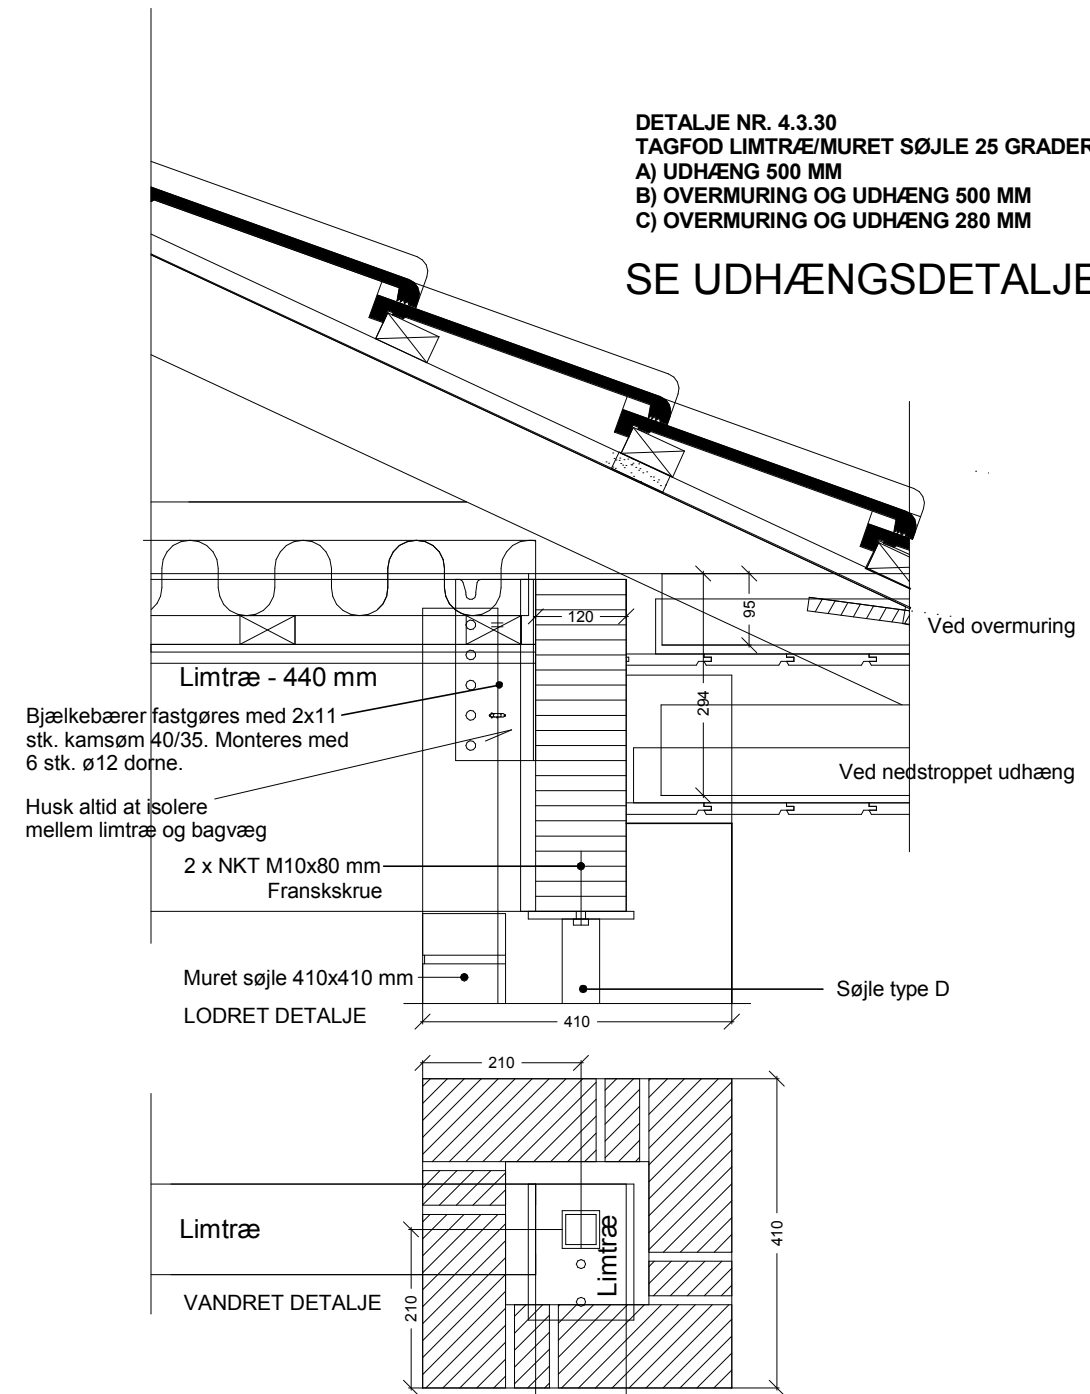 DETALJE NR. 4.3.30
TAGFOD LIMTRÆ/MURET SØJLE 25 GRADER
A) UDHÆNG 500 MM
B) OVERMURING OG UDHÆNG 500 MM
C) OVERMURING OG UDHÆNG 280 MM
SE UDHÆNGSDETALJE
120
95
Ved overmuring
Limtræ - 440 mm
294
Bjælkebærer fastgøres med 2x11
stk. kamsøm 40/35. Monteres med
6 stk. ø12 dorne.
Ved nedstroppet udhæng
Husk altid at isolere
mellem limtræ og bagvæg
2 x NKT M10x80 mm
Franskskrue
Muret søjle 410x410 mm
Søjle type D
LODRET DETALJE
410
210
Limtræ
Limtræ
410
VANDRET DETALJE
210